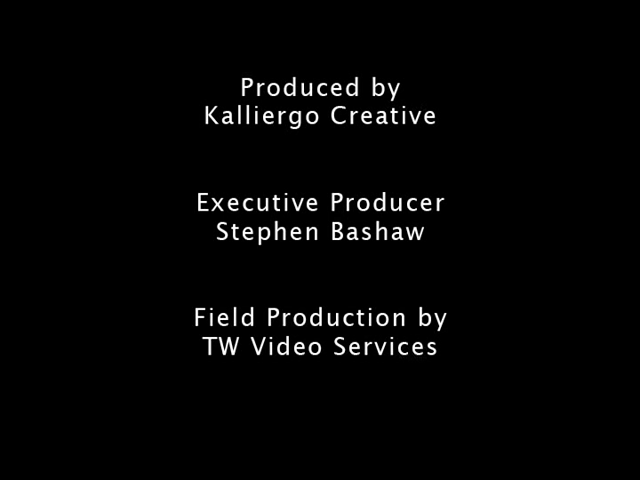 Produced by
Kalliergo Creative
Executive Producer
Stephen Bashaw
Field Production by
TW Video Services